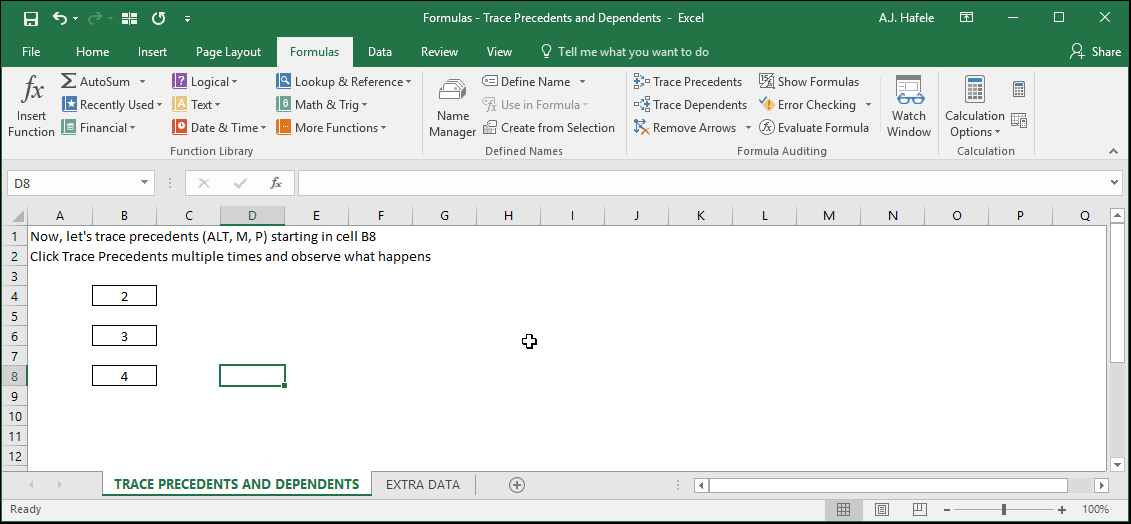 Formulas - Trace Precedents and Dependents - Excel
A.J. Hafele
File Home Insert Page Layout Formulas Data Review View Tell me what you want to do Share
fx
Insert Function
AutoSum
Recently Used
Financial
Logical
Text
Date & Time
Lookup & Reference
Math & Trig
More Functions
Function Library
Name Manager
Define Name
Use in Formula
Create from Selection
Defined Names
Trace Precedents
Trace Dependents
Remove Arrows
Show Formulas
Error Checking
Evaluate Formula
Formula Auditing
Watch Window
Calculation Options
Calculation
D8
fx
A B C D E F G H I J K L M N O P Q
1 Now, let's trace precedents (ALT, M, P) starting in cell B8
2 Click Trace Precedents multiple times and observe what happens
3
4 2
5
6 3
7
8 4
9
10
11
12
TRACE PRECEDENTS AND DEPENDENTS EXTRA DATA
Ready
100%